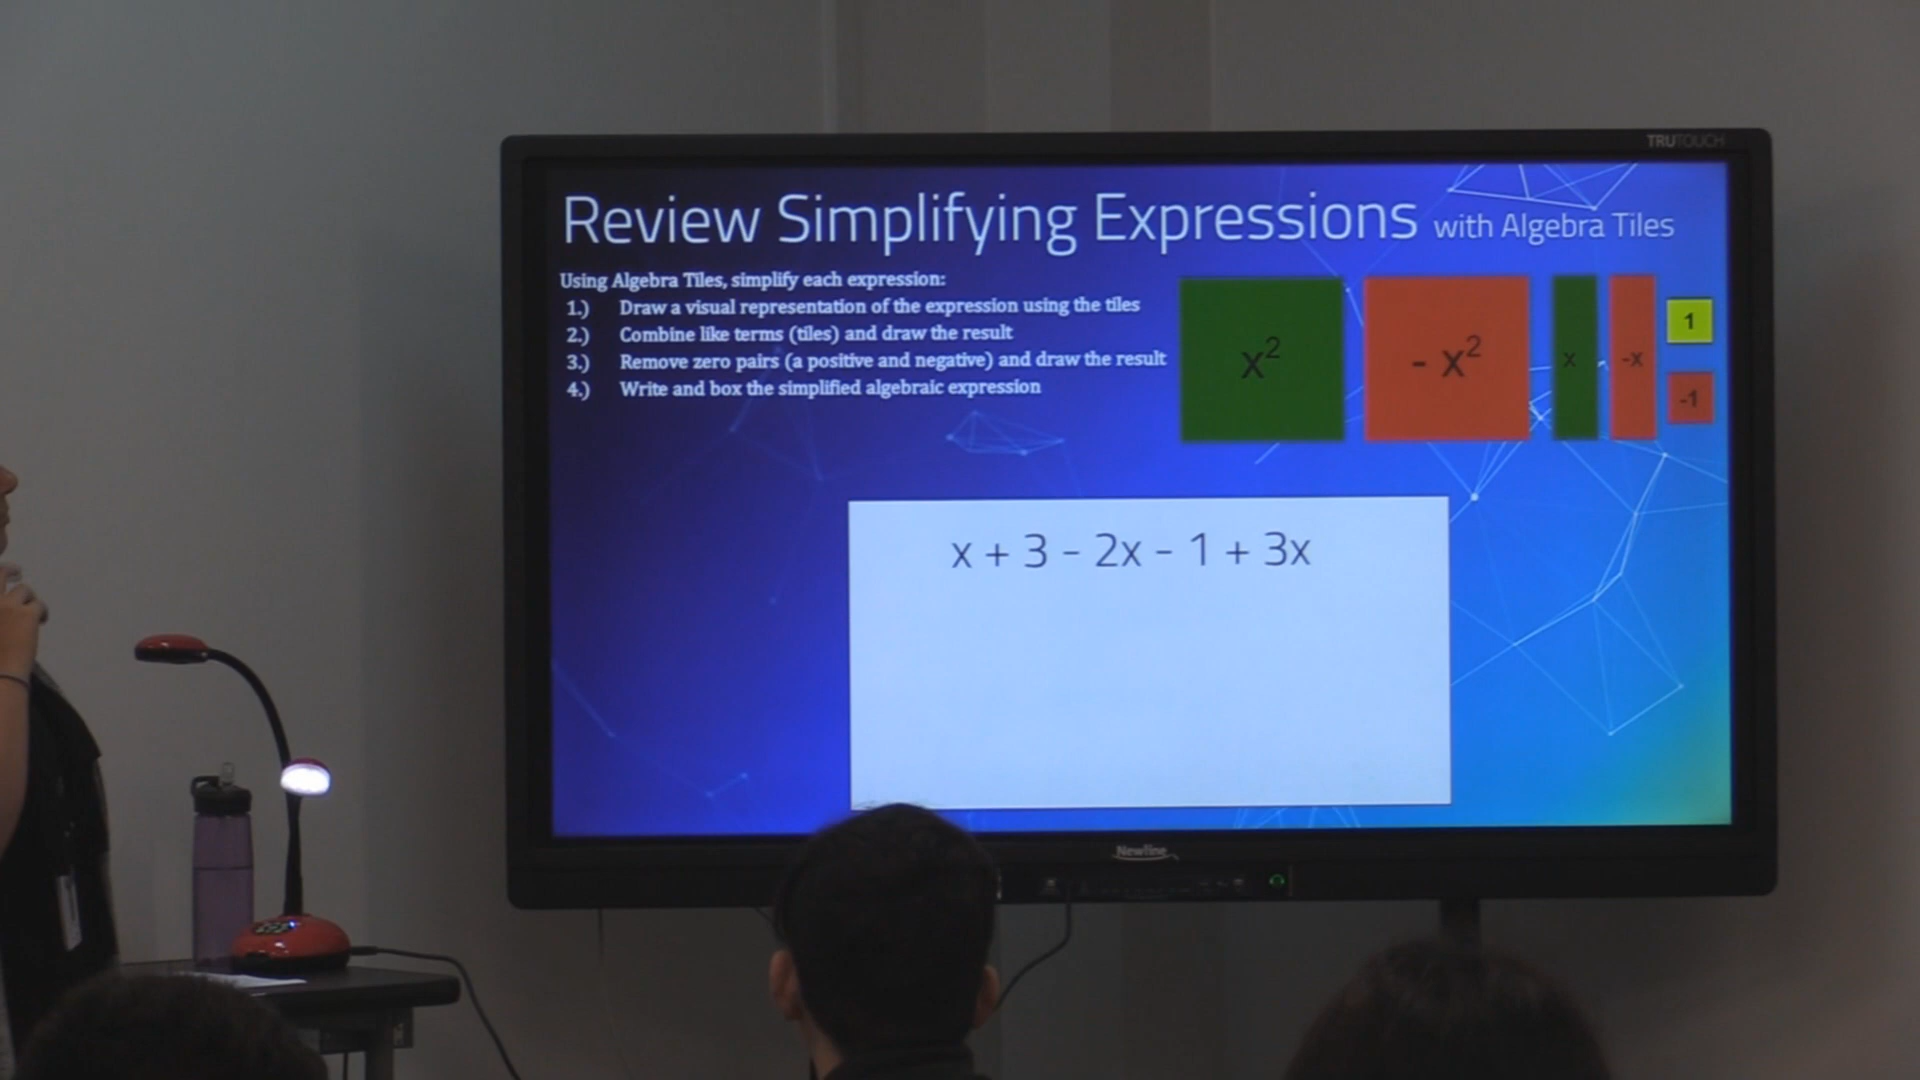 TRUTOUCH
Review Simplifying Expressions with Algebra Tiles
Using Algebra Tiles, simplify each expression:
1.) Draw a visual representation of the expression using the tiles
2.) Combine like terms (tiles) and draw the result
3.) Remove zero pairs (a positive and negative) and draw the result
4.) Write and box the simplified algebraic expression
x²
- x²
x
-x
1
-1
x + 3 - 2x - 1 + 3x
Newline